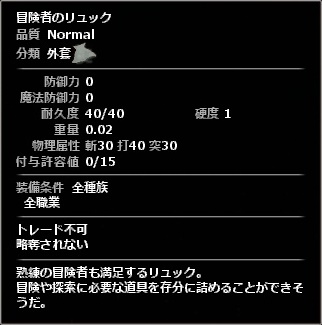 冒険者のリュック
品質 Normal
分類 外套
防御力 0
魔法防御力 0
耐久度 40/40 硬度 1
重量 0.02
物理属性 斬30 打40 突30
付与許容値 0/15
装備条件 全種族
全職業
トレード不可
略奪されない
熟練の冒険者も満足するリュック。
冒険や探索に必要な道具を存分に詰めることができそ
うだ。